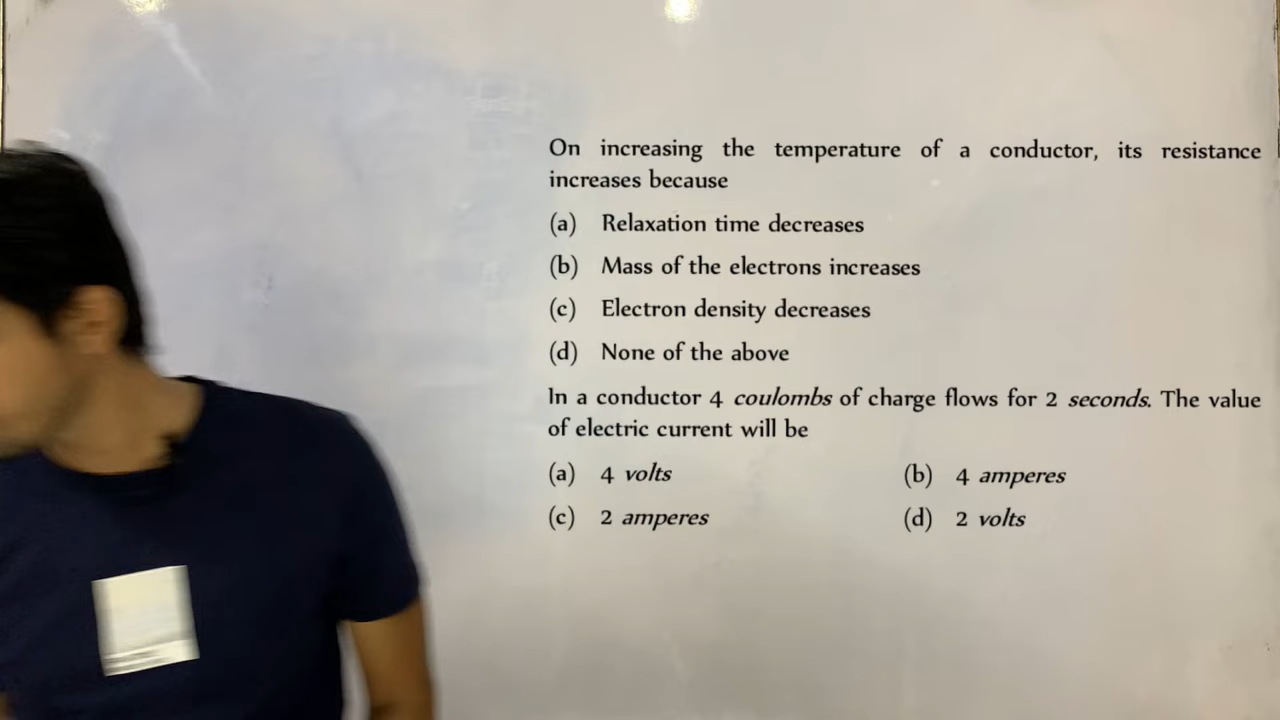 On increasing the temperature of a conductor, its resistance
increases because
(a) Relaxation time decreases
(b) Mass of the electrons increases
(c) Electron density decreases
(d) None of the above
In a conductor 4 coulombs of charge flows for 2 seconds. The value
of electric current will be
(a) 4 volts (b) 4 amperes
(c) 2 amperes (d) 2 volts